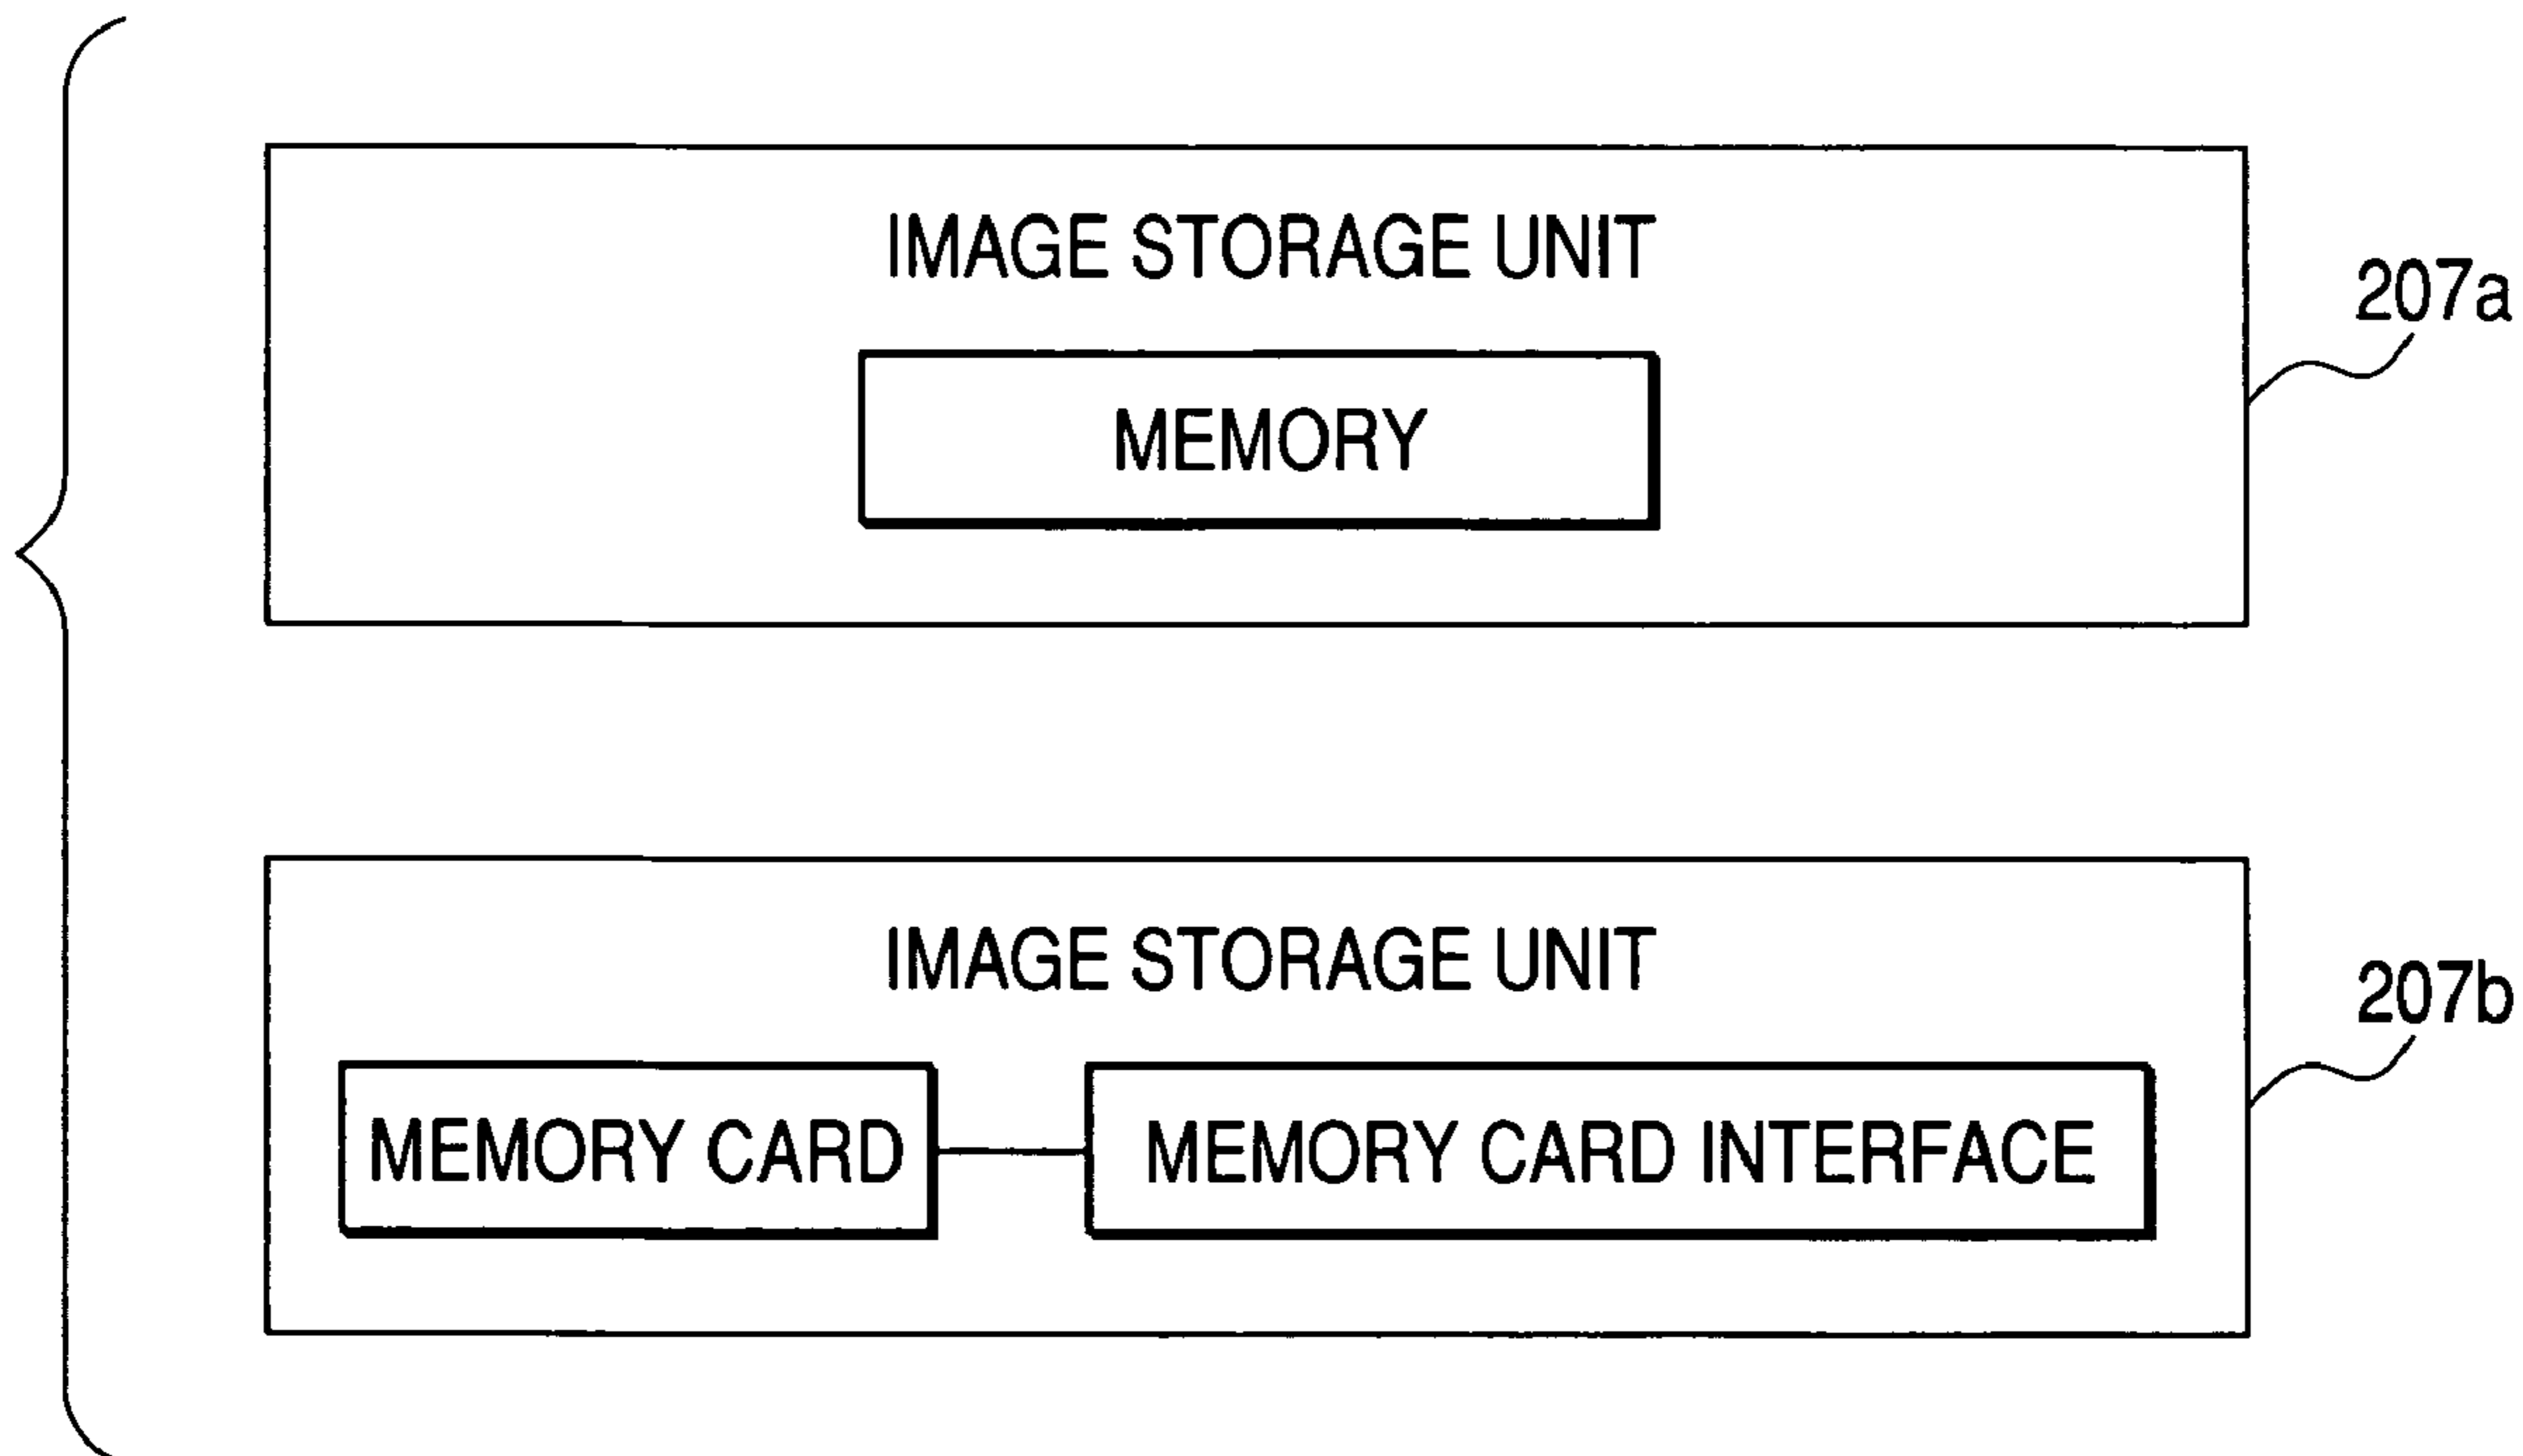 IMAGE STORAGE UNIT
207a
MEMORY
IMAGE STORAGE UNIT
207b
MEMORY CARD
MEMORY CARD INTERFACE